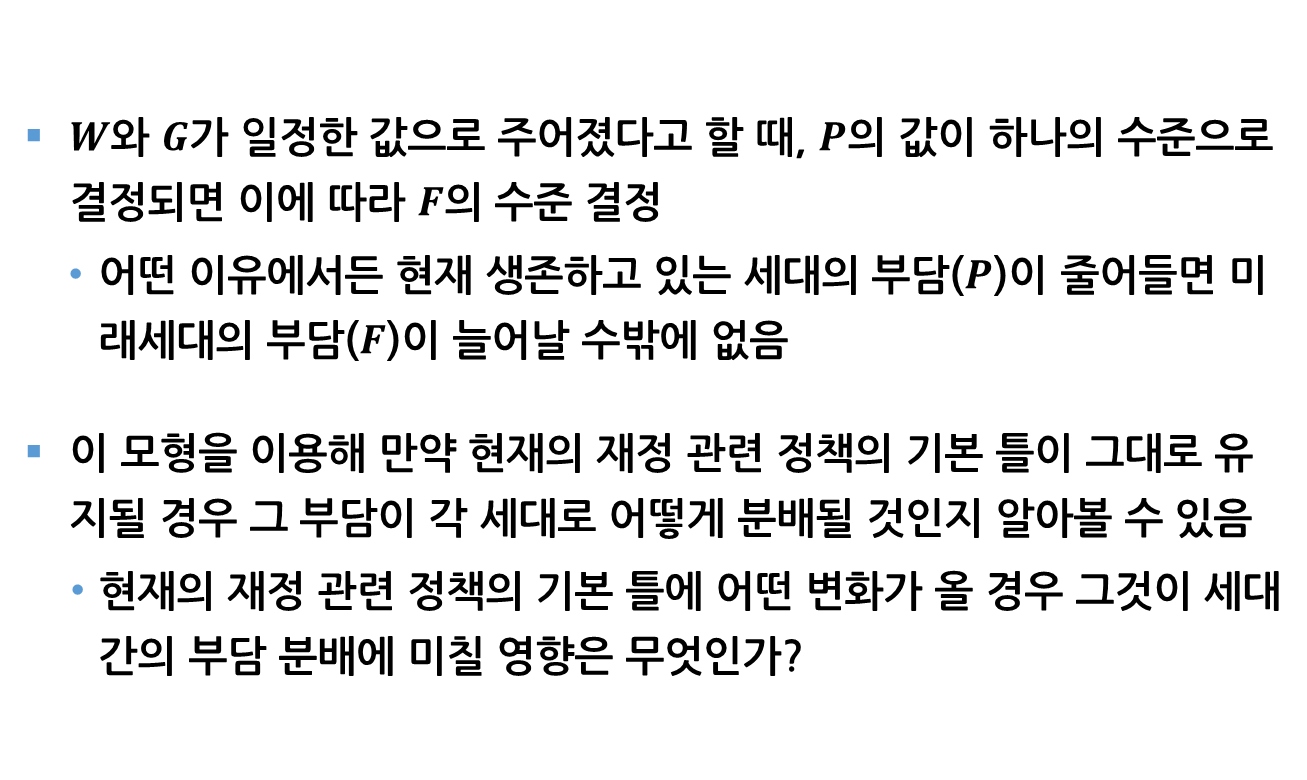 ▪ W와 G가 일정한 값으로 주어졌다고 할 때, P의 값이 하나의 수준으로
결정되면 이에 따라 F의 수준 결정
• 어떤 이유에서든 현재 생존하고 있는 세대의 부담(P)이 줄어들면 미
래세대의 부담(F)이 늘어날 수밖에 없음
▪ 이 모형을 이용해 만약 현재의 재정 관련 정책의 기본 틀이 그대로 유
지될 경우 그 부담이 각 세대로 어떻게 분배될 것인지 알아볼 수 있음
• 현재의 재정 관련 정책의 기본 틀에 어떤 변화가 올 경우 그것이 세대
간의 부담 분배에 미칠 영향은 무엇인가?